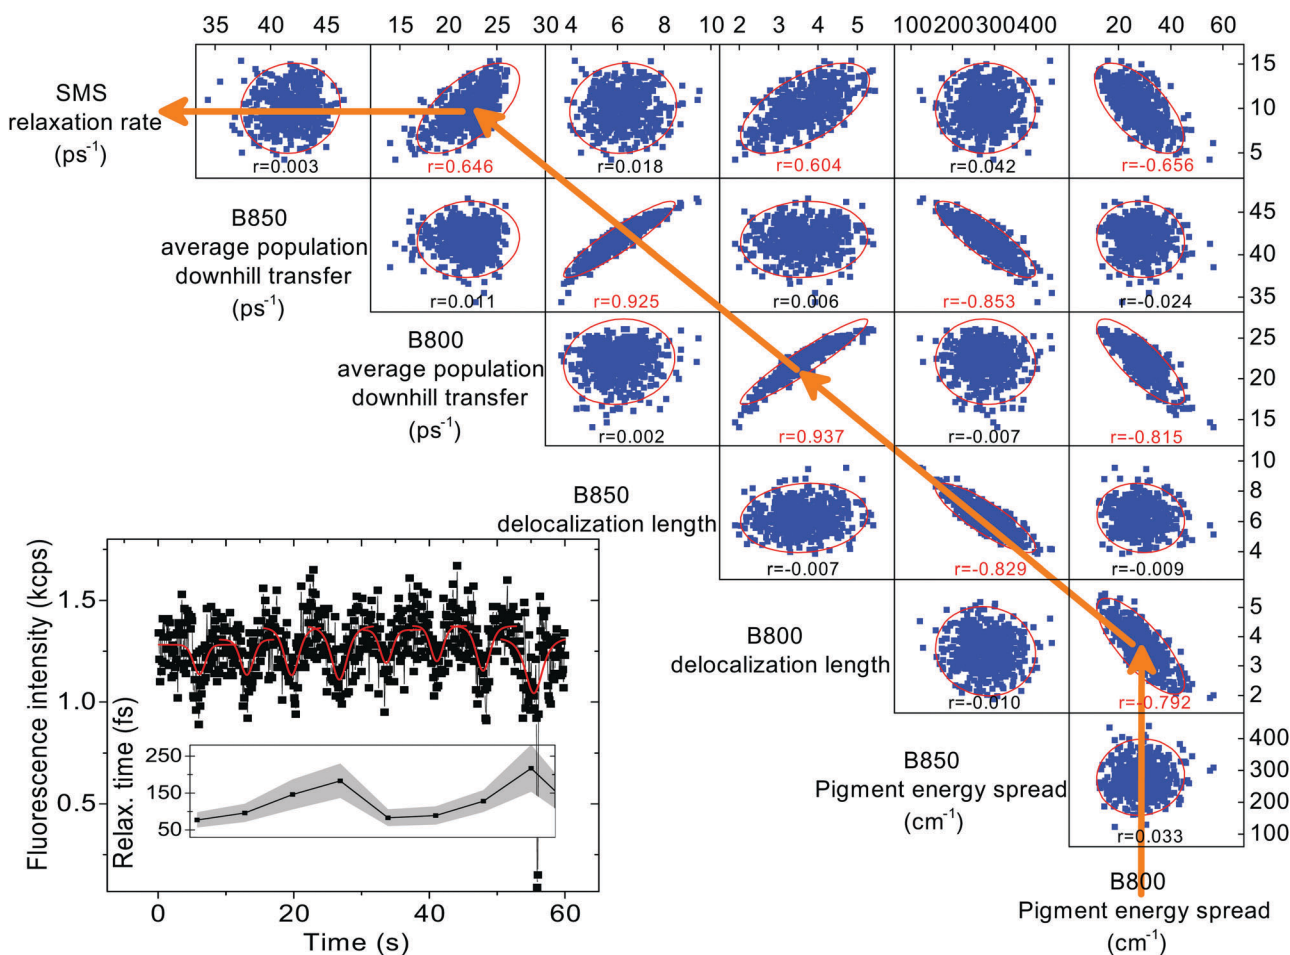 35 40 45 20 25 30 4 6 8 10 2 3 4 5 100 200 300 400 20 40 60
SMS
relaxation rate
(ps⁻¹)
r=0.003
r=0.646
r=0.018
r=0.604
r=0.042
r=-0.656
15
10
5
B850
average population
downhill transfer
(ps⁻¹)
r=0.011
r=0.925
r=0.006
r=-0.853
r=-0.024
45
40
35
B800
average population
downhill transfer
(ps⁻¹)
r=0.002
r=0.937
r=-0.007
r=-0.815
25
20
15
B850
delocalization length
r=-0.007
r=-0.829
r=-0.009
10
8
6
4
B800
delocalization length
r=-0.010
r=-0.792
5
4
3
2
B850
Pigment energy spread
(cm⁻¹)
r=0.033
400
300
200
100
B800
Pigment energy spread
(cm⁻¹)
Fluorescence intensity (kcps)
1.5
1.0
0.5
Relax. time (fs)
250
150
50
0 20 40 60
Time (s)